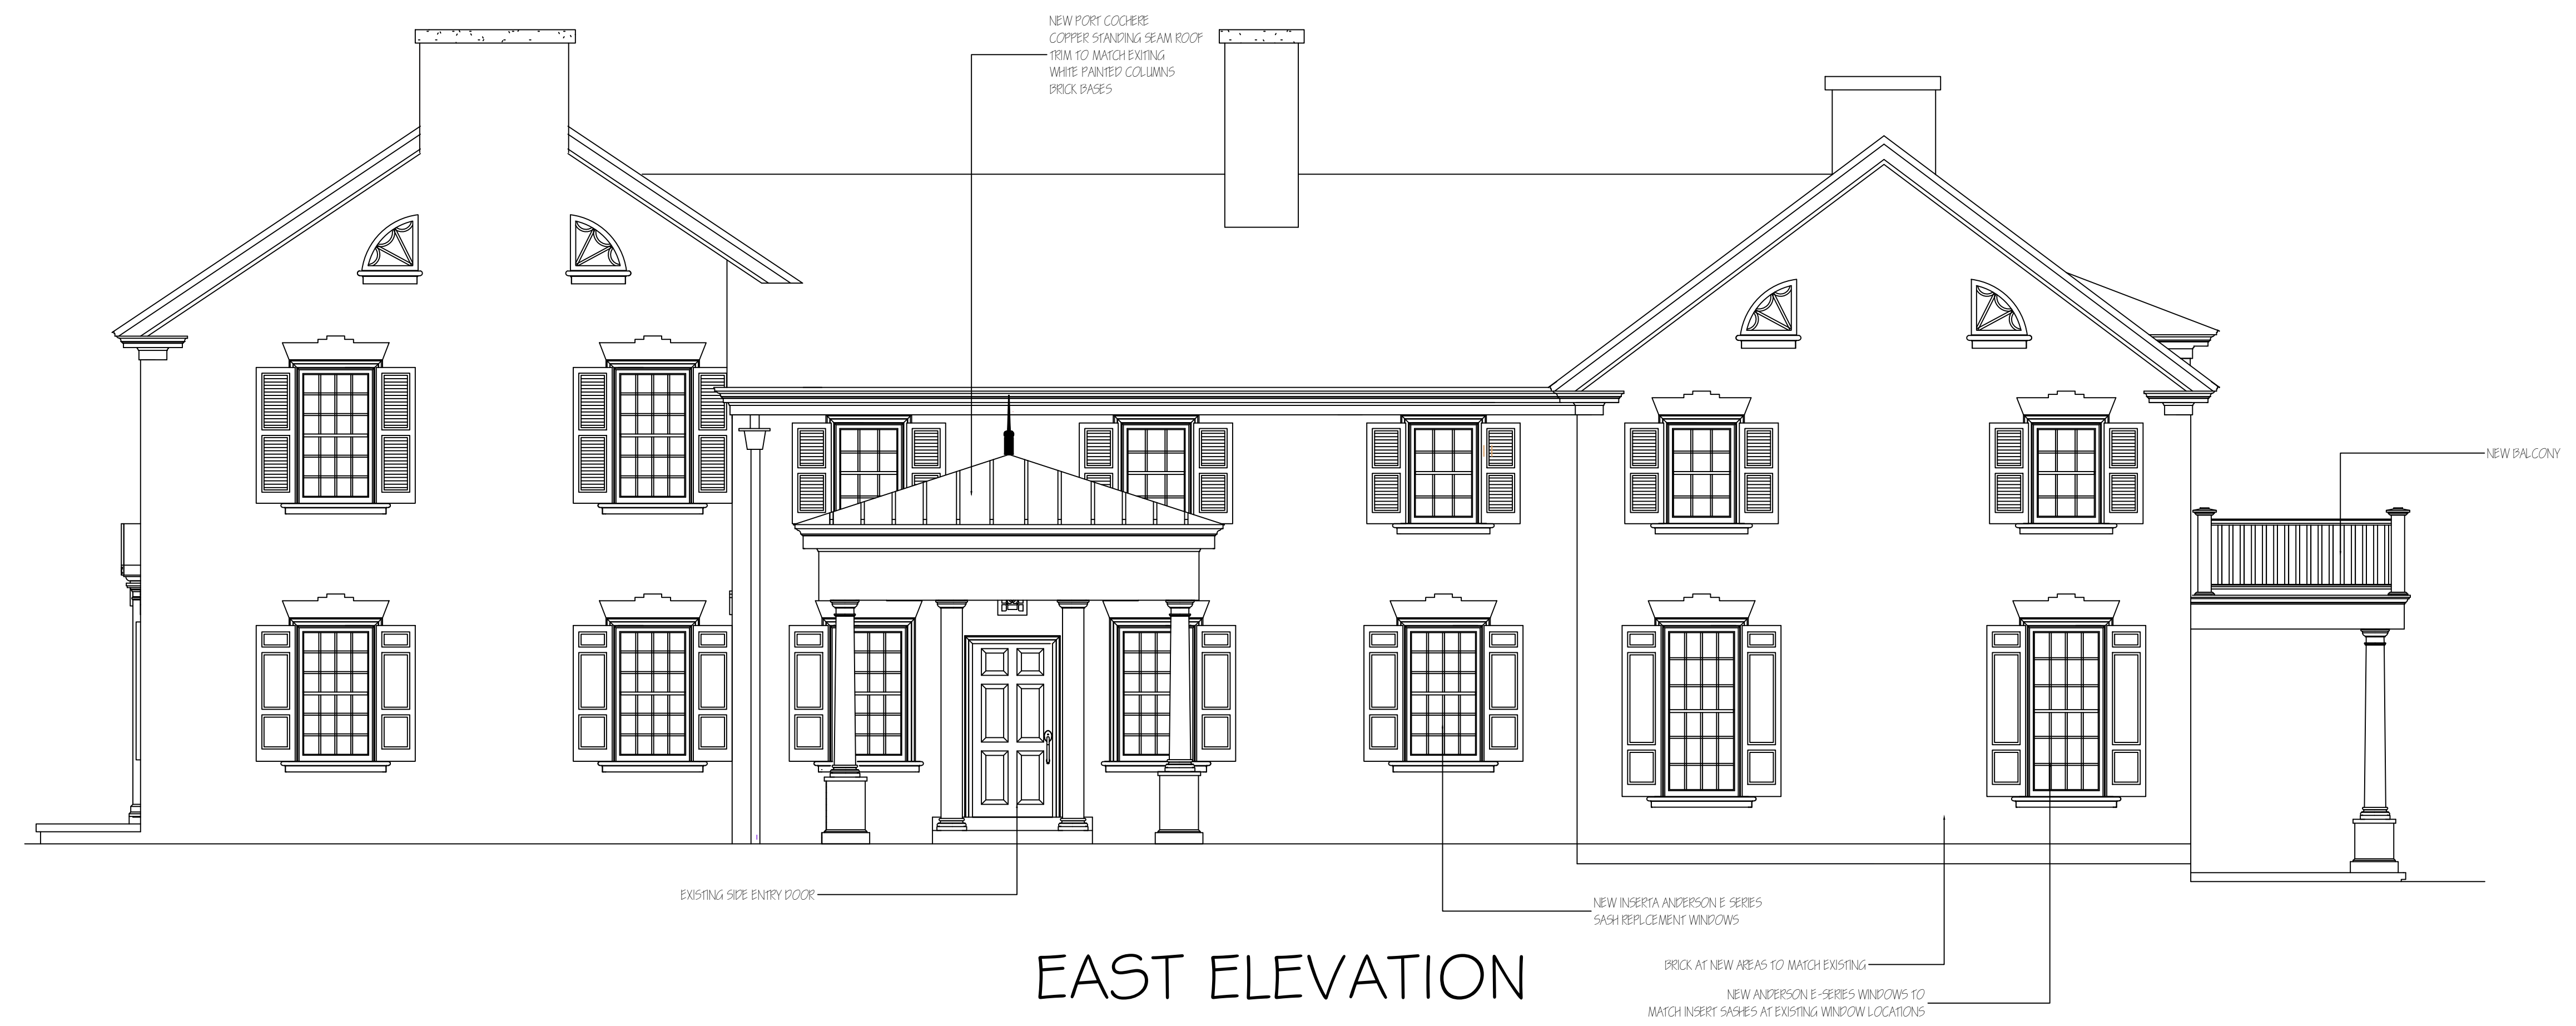 NEW PORT COCHERE
COPPER STANDING SEAM ROOF
TRIM TO MATCH EXITING
WHITE PAINTED COLUMNS
BRICK BASES
NEW BALCONY
EXISTING SIDE ENTRY DOOR
NEW INSERTA ANDERSON E SERIES
SASH REPLCEMENT WINDOWS
EAST ELEVATION
BRICK AT NEW AREAS TO MATCH EXISTING
NEW ANDERSON E-SERIES WINDOWS TO
MATCH INSERT SASHES AT EXISTING WINDOW LOCATIONS